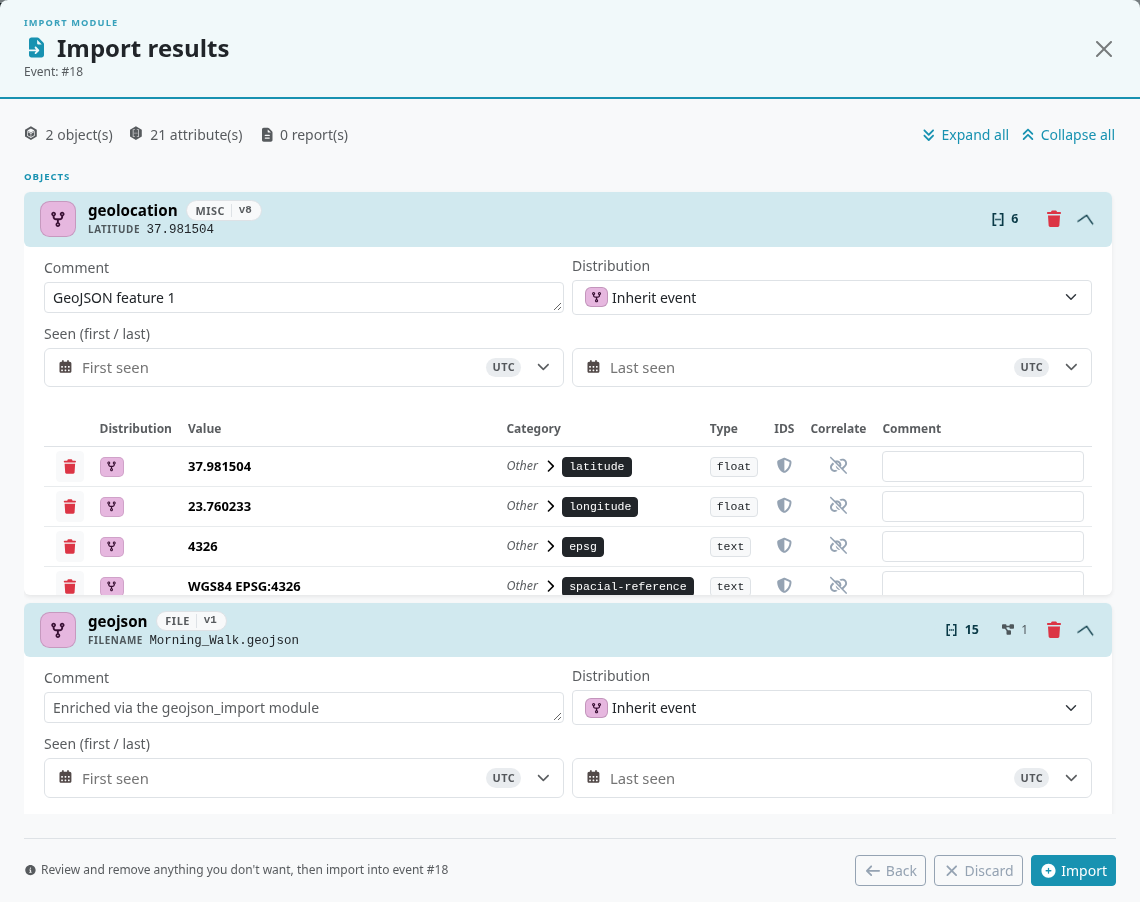 IMPORT MODULE
Import results
Event: #18
2 object(s) 21 attribute(s) 0 report(s) Expand all Collapse all
OBJECTS
geolocation MISC v8
LATITUDE 37.981504
6
Comment Distribution
GeoJSON feature 1 Inherit event
Seen (first / last)
First seen UTC Last seen UTC
Distribution Value Category Type IDS Correlate Comment
37.981504 Other latitude float
23.760233 Other longitude float
4326 Other epsg text
WGS84 EPSG:4326 Other spacial-reference text
geojson FILE v1
FILENAME Morning_Walk.geojson
15 1
Comment Distribution
Enriched via the geojson_import module Inherit event
Seen (first / last)
First seen UTC Last seen UTC
Review and remove anything you don't want, then import into event #18 Back Discard Import